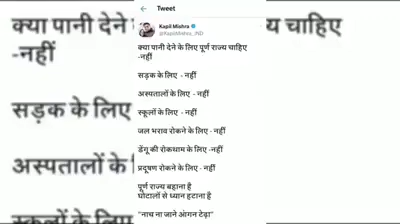 Tweet
Kapil Mishra
@KapilMishra_IND
क्या पानी देने के लिए पूर्ण राज्य चाहिए
-नहीं
सड़क के लिए - नहीं
अस्पतालों के लिए - नहीं
स्कूलों के लिए - नहीं
जल भराव रोकने के लिए - नहीं
डेंगू की रोकथाम के लिए -नहीं
प्रदूषण रोकने के लिए - नहीं
पूर्ण राज्य बहाना है
घोटालों से ध्यान हटाना है
"नाच ना जाने आंगन टेढ़ा"